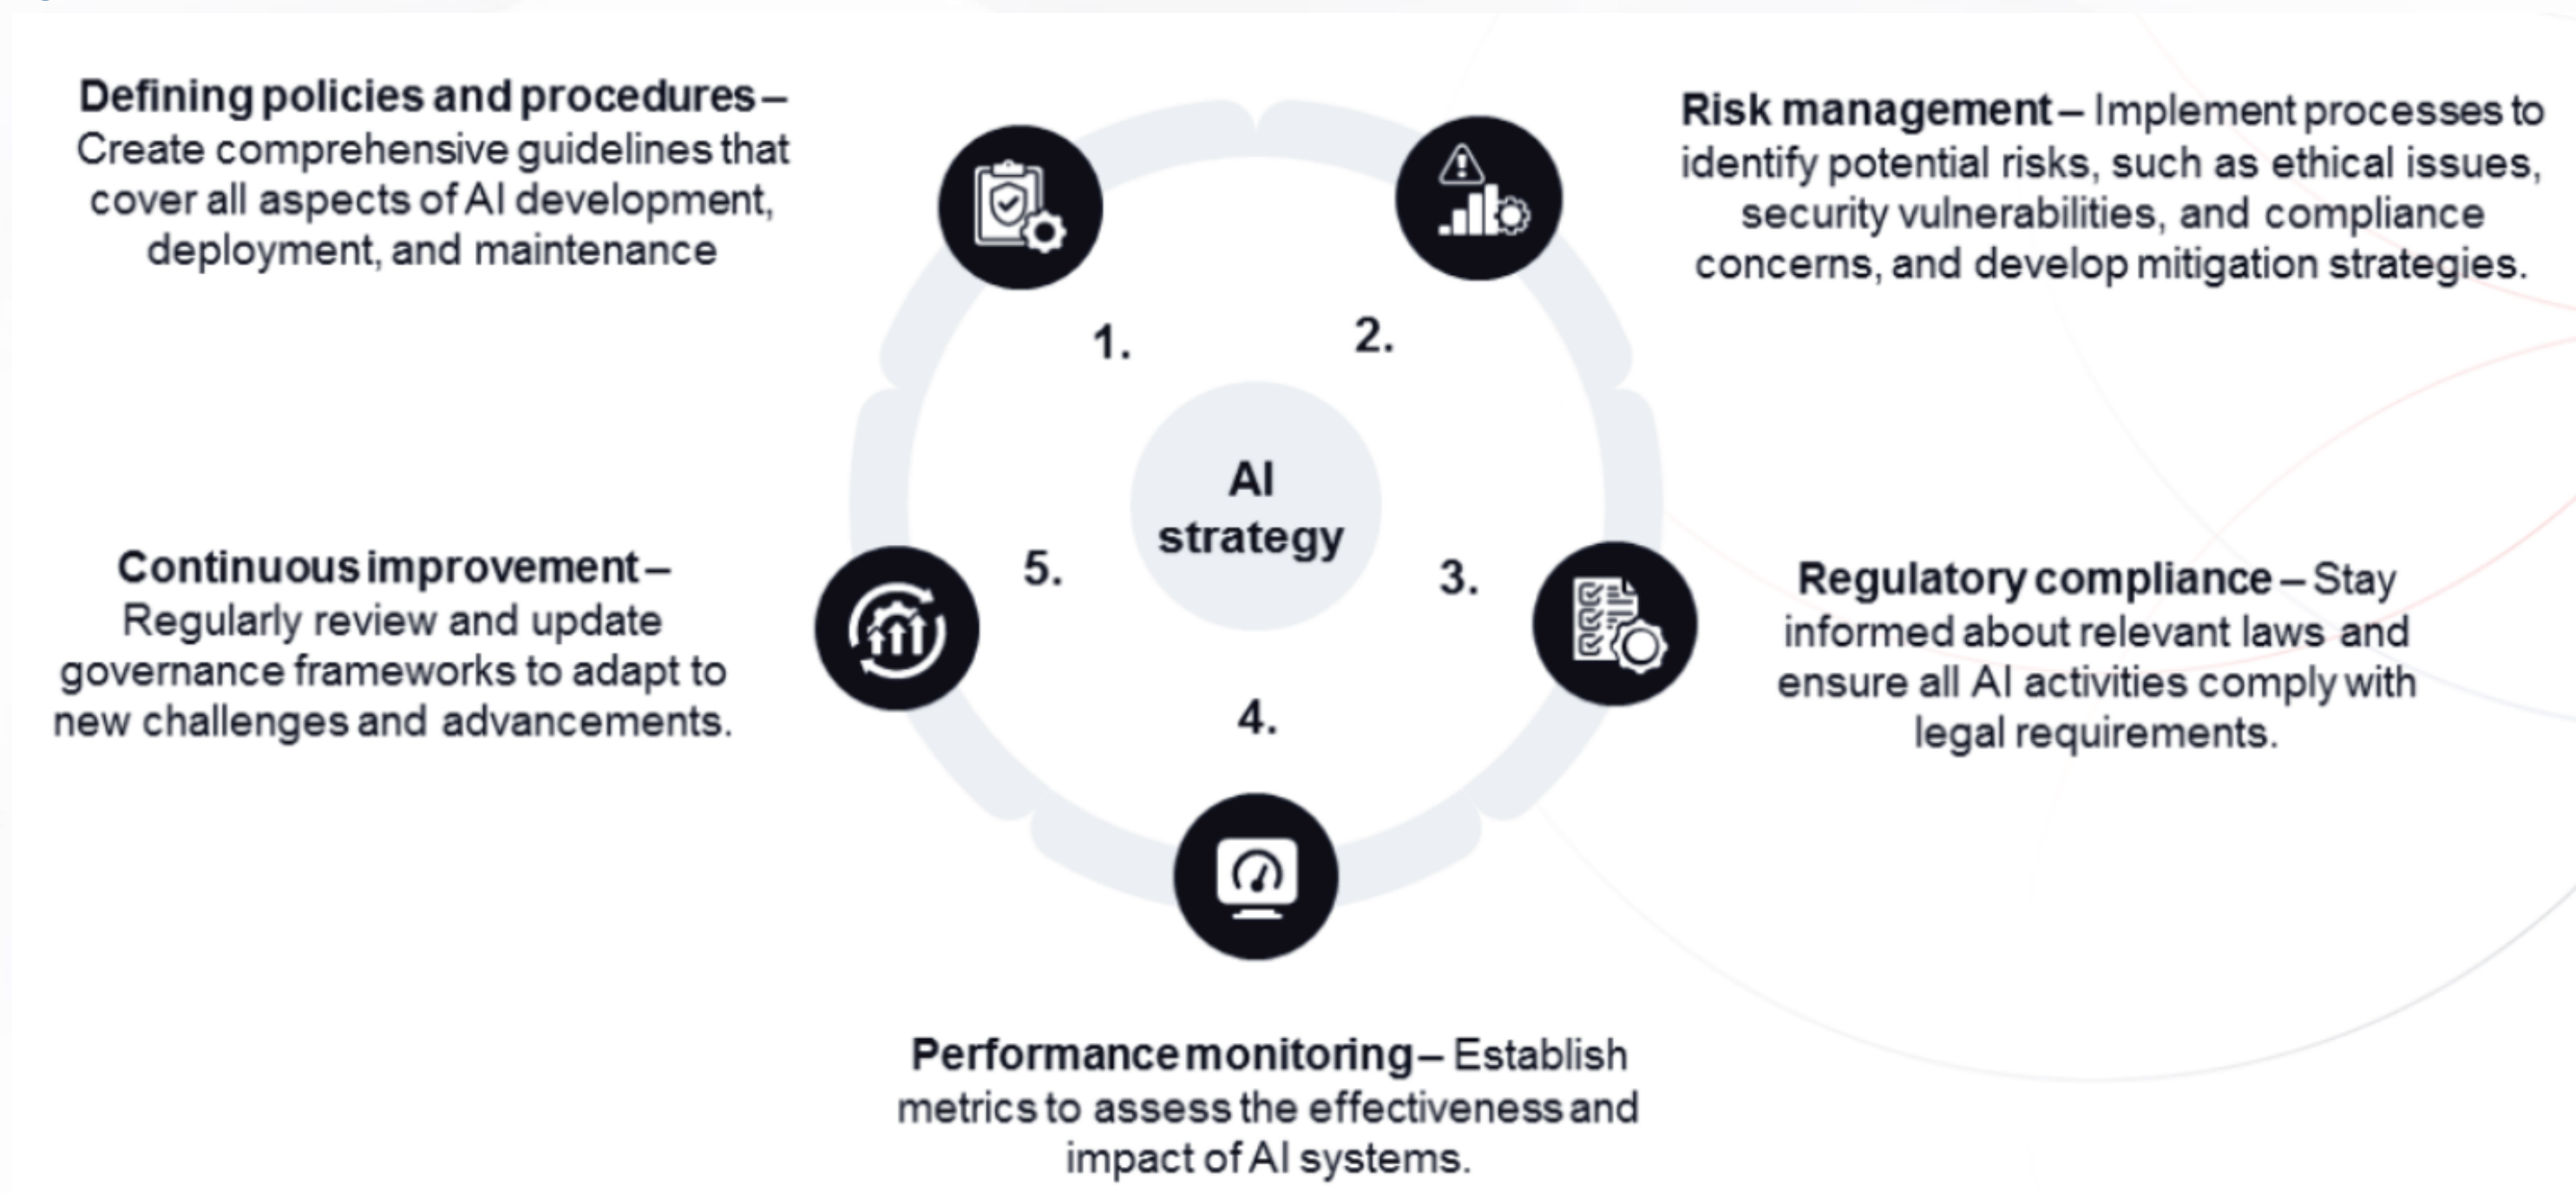 Defining policies and procedures –
Create comprehensive guidelines that
cover all aspects of AI development,
deployment, and maintenance
Risk management – Implement processes to
identify potential risks, such as ethical issues,
security vulnerabilities, and compliance
concerns, and develop mitigation strategies.
1.
2.
AI
strategy
5.
3.
4.
Continuous improvement –
Regularly review and update
governance frameworks to adapt to
new challenges and advancements.
Regulatory compliance – Stay
informed about relevant laws and
ensure all AI activities comply with
legal requirements.
Performance monitoring – Establish
metrics to assess the effectiveness and
impact of AI systems.